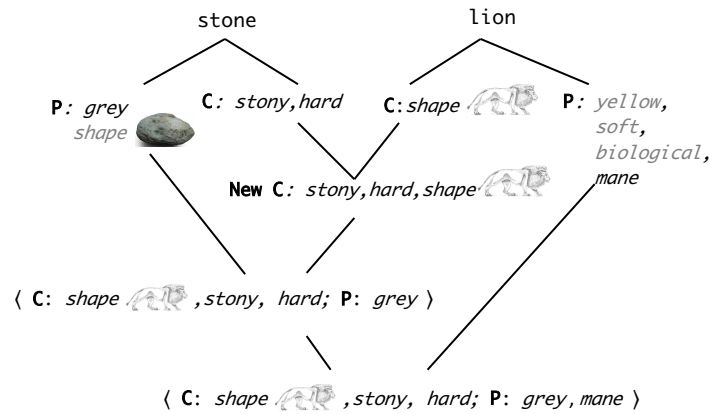 stone lion
P: grey C: stony,hard C:shape P: yellow,
shape soft,
biological,
mane
New C: stony,hard,shape
⟨ C: shape ,stony, hard; P: grey ⟩
⟨ C: shape ,stony, hard; P: grey,mane ⟩